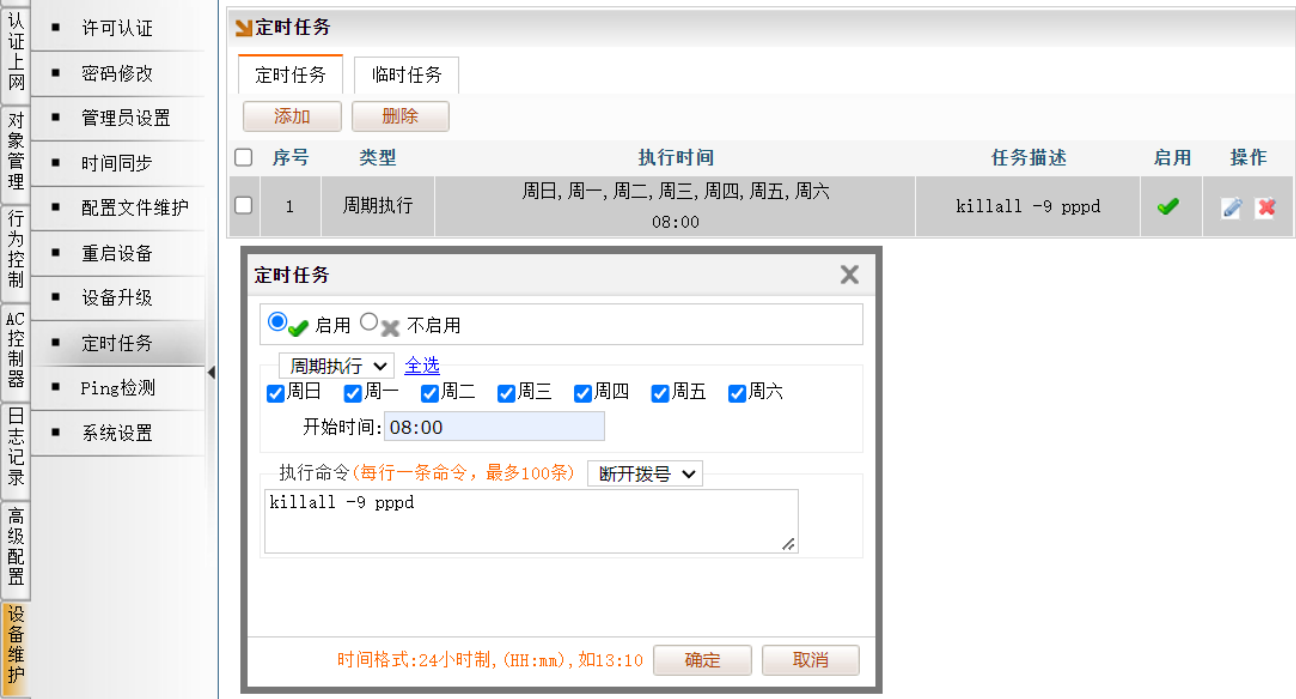 认证上网
对象管理
行为控制
AC控制器
日志记录
高级配置
设备维护
许可认证
密码修改
管理员设置
时间同步
配置文件维护
重启设备
设备升级
定时任务
Ping检测
系统设置
定时任务
定时任务 临时任务
添加 删除
序号 类型 执行时间 任务描述 启用 操作
1 周期执行 周日,周一,周二,周三,周四,周五,周六 killall -9 pppd
08:00
定时任务
启用 不启用
周期执行 全选
周日 周一 周二 周三 周四 周五 周六
开始时间: 08:00
执行命令(每行一条命令，最多100条) 断开拨号
killall -9 pppd
时间格式:24小时制,(HH:mm),如13:10 确定 取消